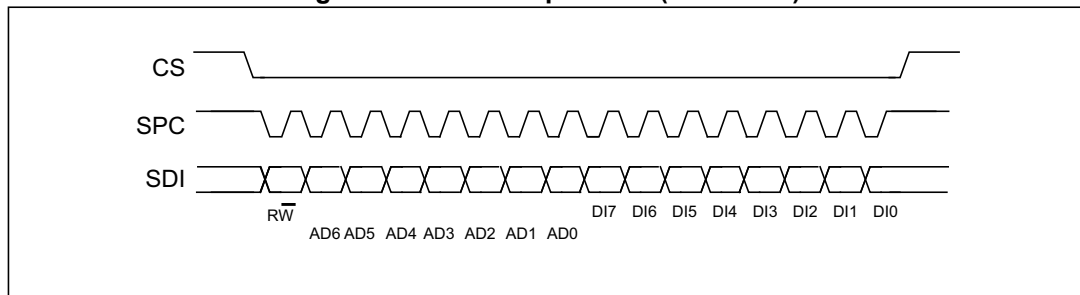 CS
SPC
SDI
RW̅
DI7 DI6 DI5 DI4 DI3 DI2 DI1 DI0
AD6 AD5 AD4 AD3 AD2 AD1 AD0